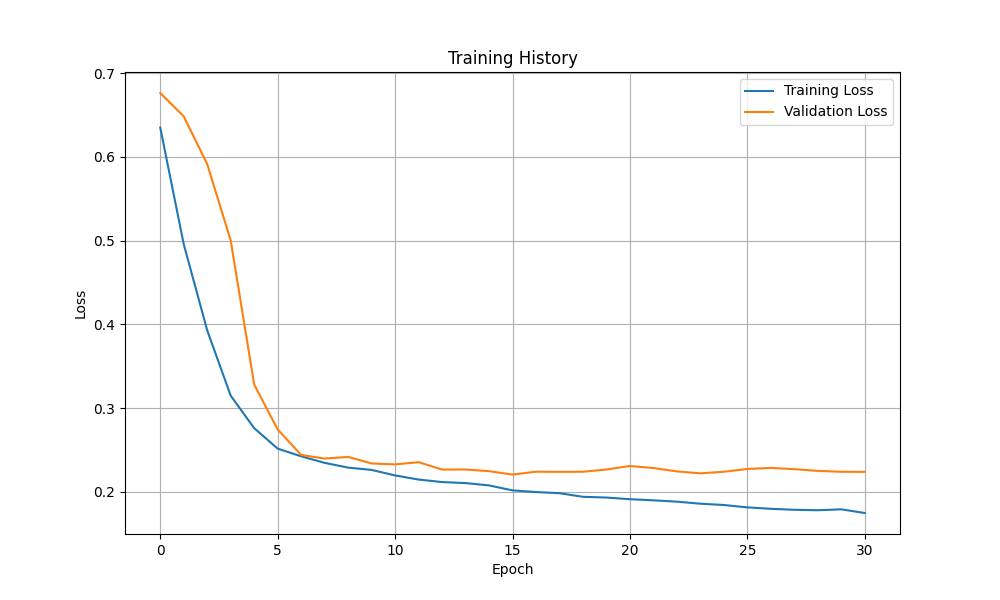 Training History
Training Loss
Validation Loss
0.7
0.6
0.5
0.4
0.3
0.2
Loss
0 5 10 15 20 25 30
Epoch